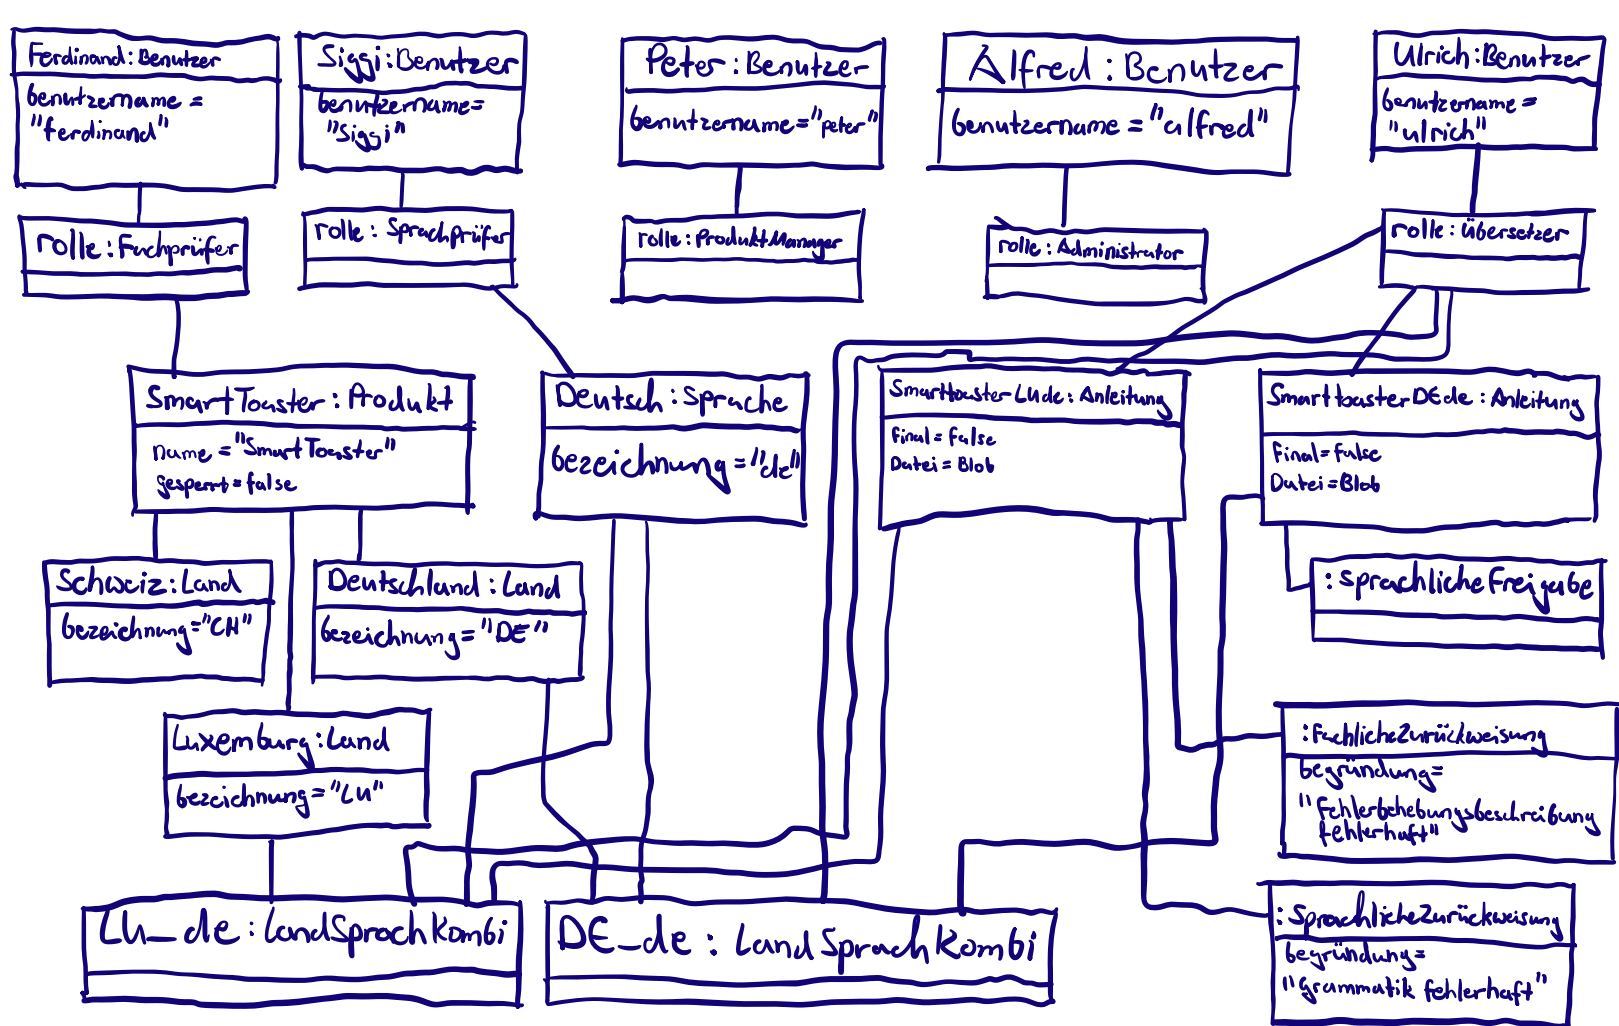 Ferdinand:Benutzer
benutzername =
"ferdinand"
Siggi:Benutzer
benutzername=
"siggi"
Peter:Benutzer
benutzername="peter"
Alfred:Benutzer
benutzername = "alfred"
Ulrich:Benutzer
benutzername =
"ulrich"
rolle:Fachprüfer
rolle: Sprachprüfer
rolle:ProduktManager
rolle:Administrator
rolle:übersetzer
SmartToaster:Produkt
name="SmartToaster"
gesperrt=false
Deutsch:Sprache
bezeichnung="de"
SmarttoasterLUde:Anleitung
Final=False
Datei=Blob
SmarttoasterDEde:Anleitung
Final=False
Datei=Blob
Schweiz:Land
bezeichnung="CH"
Deutschland:Land
bezeichnung="DE"
:sprachlicheFreigabe
Luxemburg:Land
bezeichnung="LU"
:FachlicheZurückweisung
begründung=
"Fehlerbehebungsbeschreibung
fehlerhaft"
LU_de:LandSprachKombi
DE_de:LandSprachKombi
:SprachlicheZurückweisung
begründung=
"Grammatik fehlerhaft"